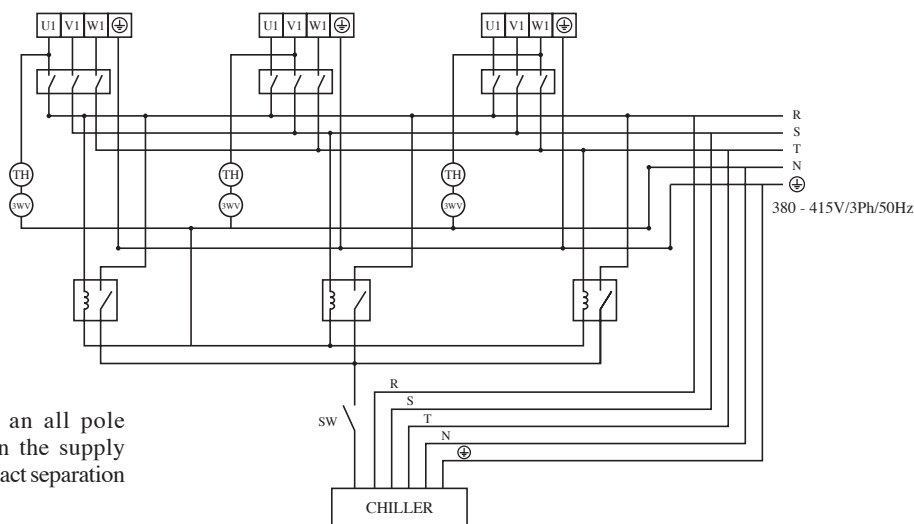 U1 V1 W1 U1 V1 W1 U1 V1 W1
R
S
T
N
TH TH TH
3WV 3WV 3WV
380 - 415V/3Ph/50Hz
R
S
T
N
SW
an all pole
n the supply
act separation
CHILLER